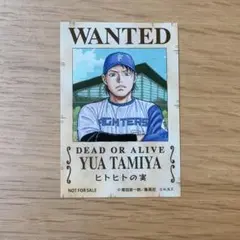 WANTED
FIGHTERS
DEAD OR ALIVE
YUA TAMIYA
ヒトヒトの実
NOT FOR SALE